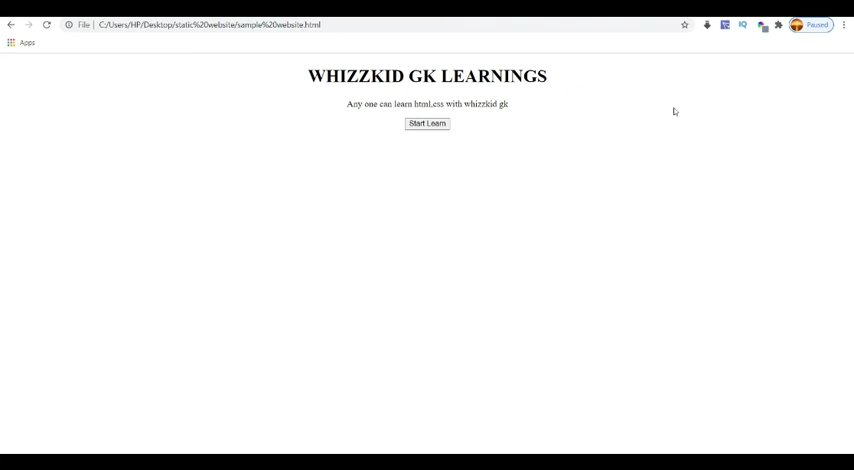 File | C:/Users/HP/Desktop/static%20website/sample%20website.html
IQ
Paused
Apps
WHIZZKID GK LEARNINGS
Any one can learn html,css with whizzkid gk
Start Learn